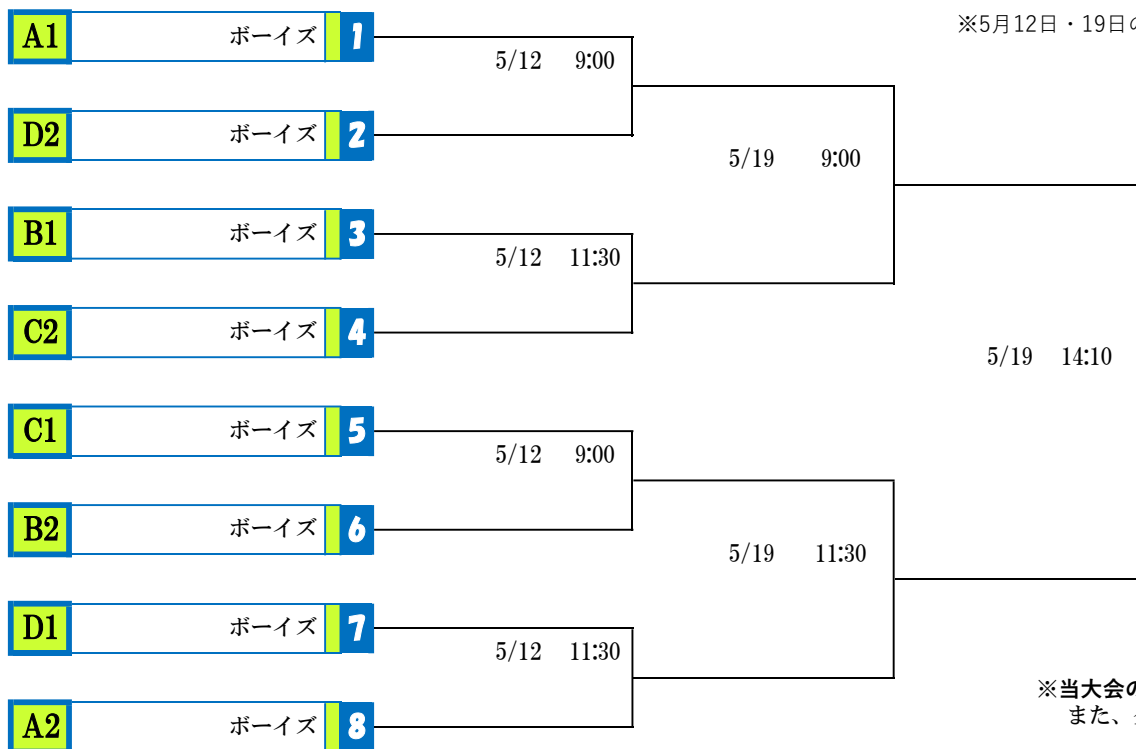 ※5月12日・19日の
A1 ボーイズ 1
5/12 9:00
D2 ボーイズ 2
5/19 9:00
B1 ボーイズ 3
5/12 11:30
C2 ボーイズ 4
5/19 14:10
C1 ボーイズ 5
5/12 9:00
B2 ボーイズ 6
5/19 11:30
D1 ボーイズ 7
5/12 11:30
※当大会の
また、
A2 ボーイズ 8